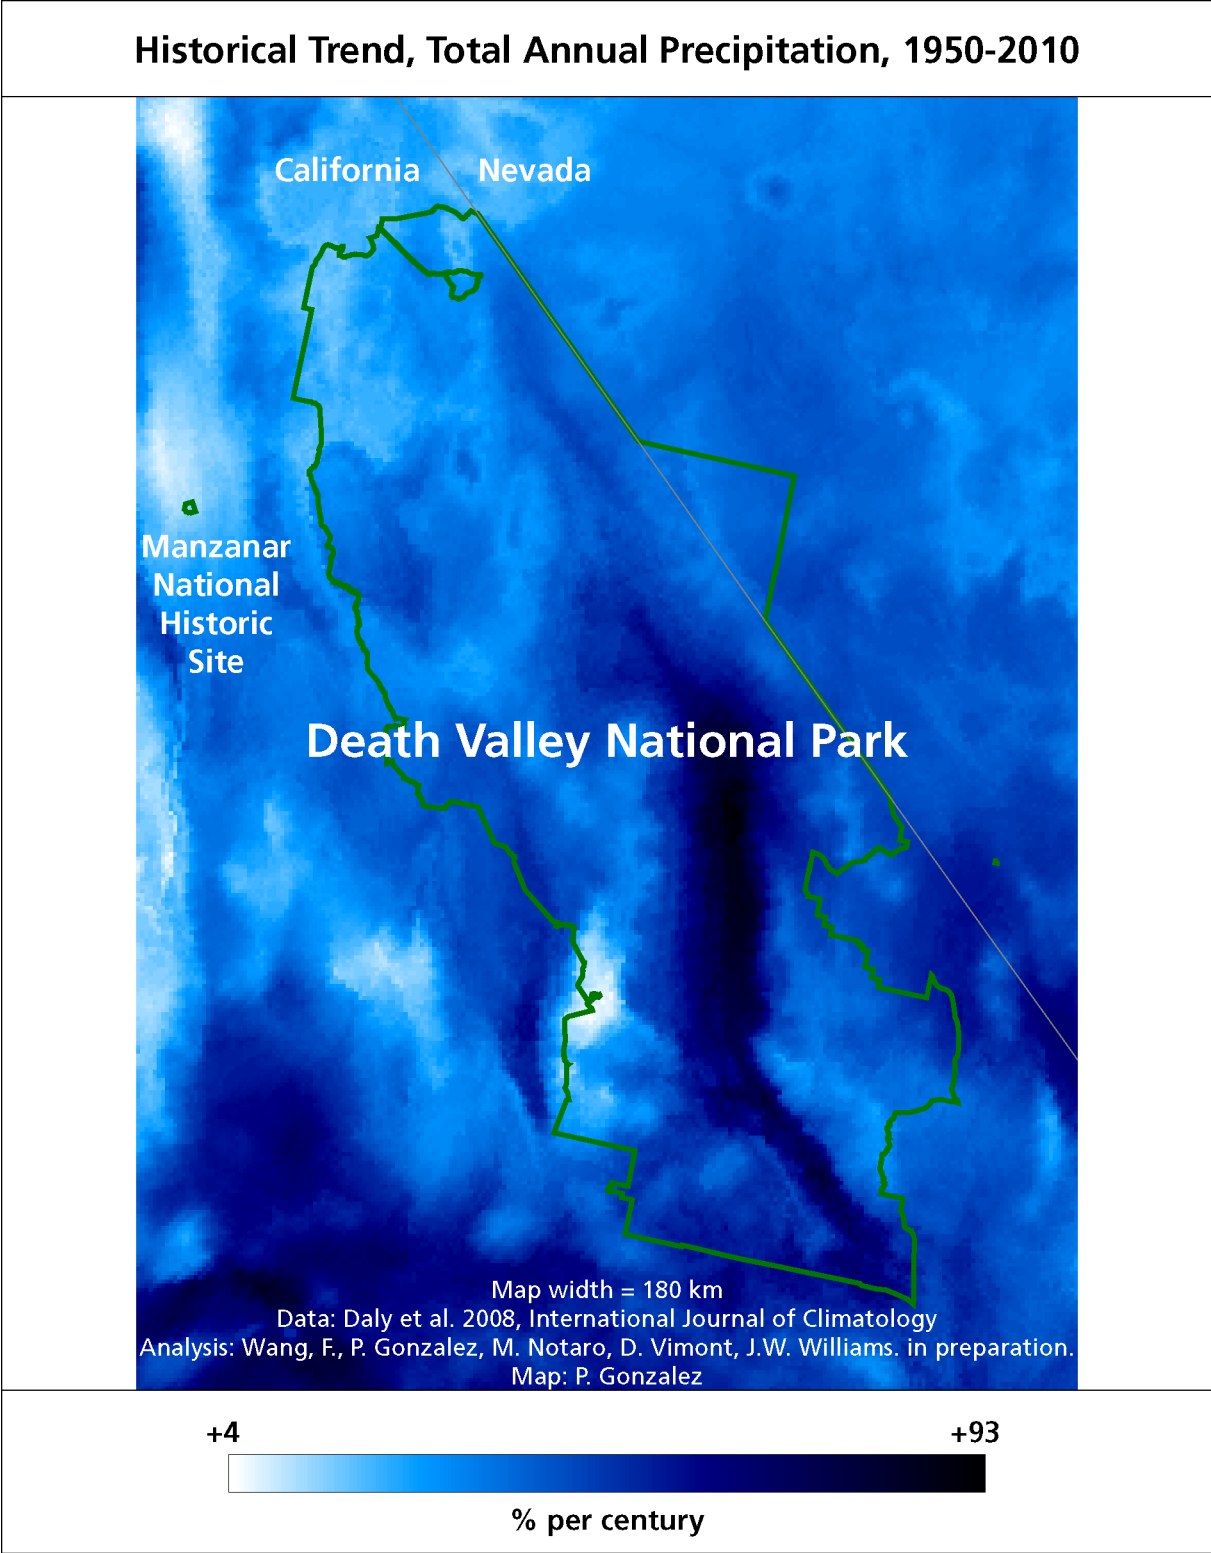 Historical Trend, Total Annual Precipitation, 1950-2010
California
Nevada
Manzanar
National
Historic
Site
Death Valley National Park
Map width = 180 km
Data: Daly et al. 2008, International Journal of Climatology
Analysis: Wang, F., P. Gonzalez, M. Notaro, D. Vimont, J.W. Williams. in preparation.
Map: P. Gonzalez
+4
+93
% per century